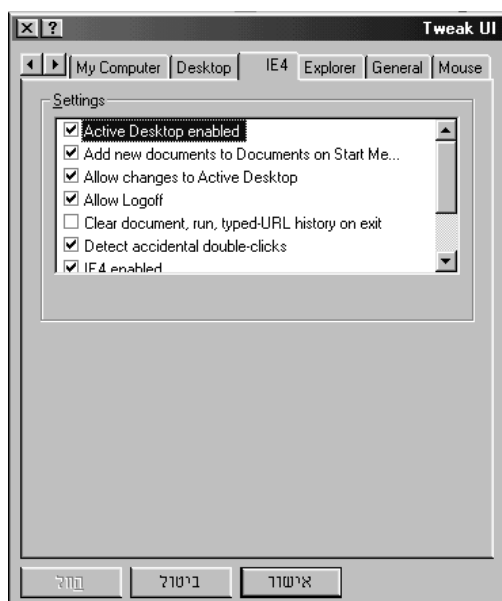 Tweak UI
My Computer Desktop IE4 Explorer General Mouse
Settings
Active Desktop enabled
Add new documents to Documents on Start Me...
Allow changes to Active Desktop
Allow Logoff
Clear document, run, typed-URL history on exit
Detect accidental double-clicks
IE4 enabled
אישור ביטול החל